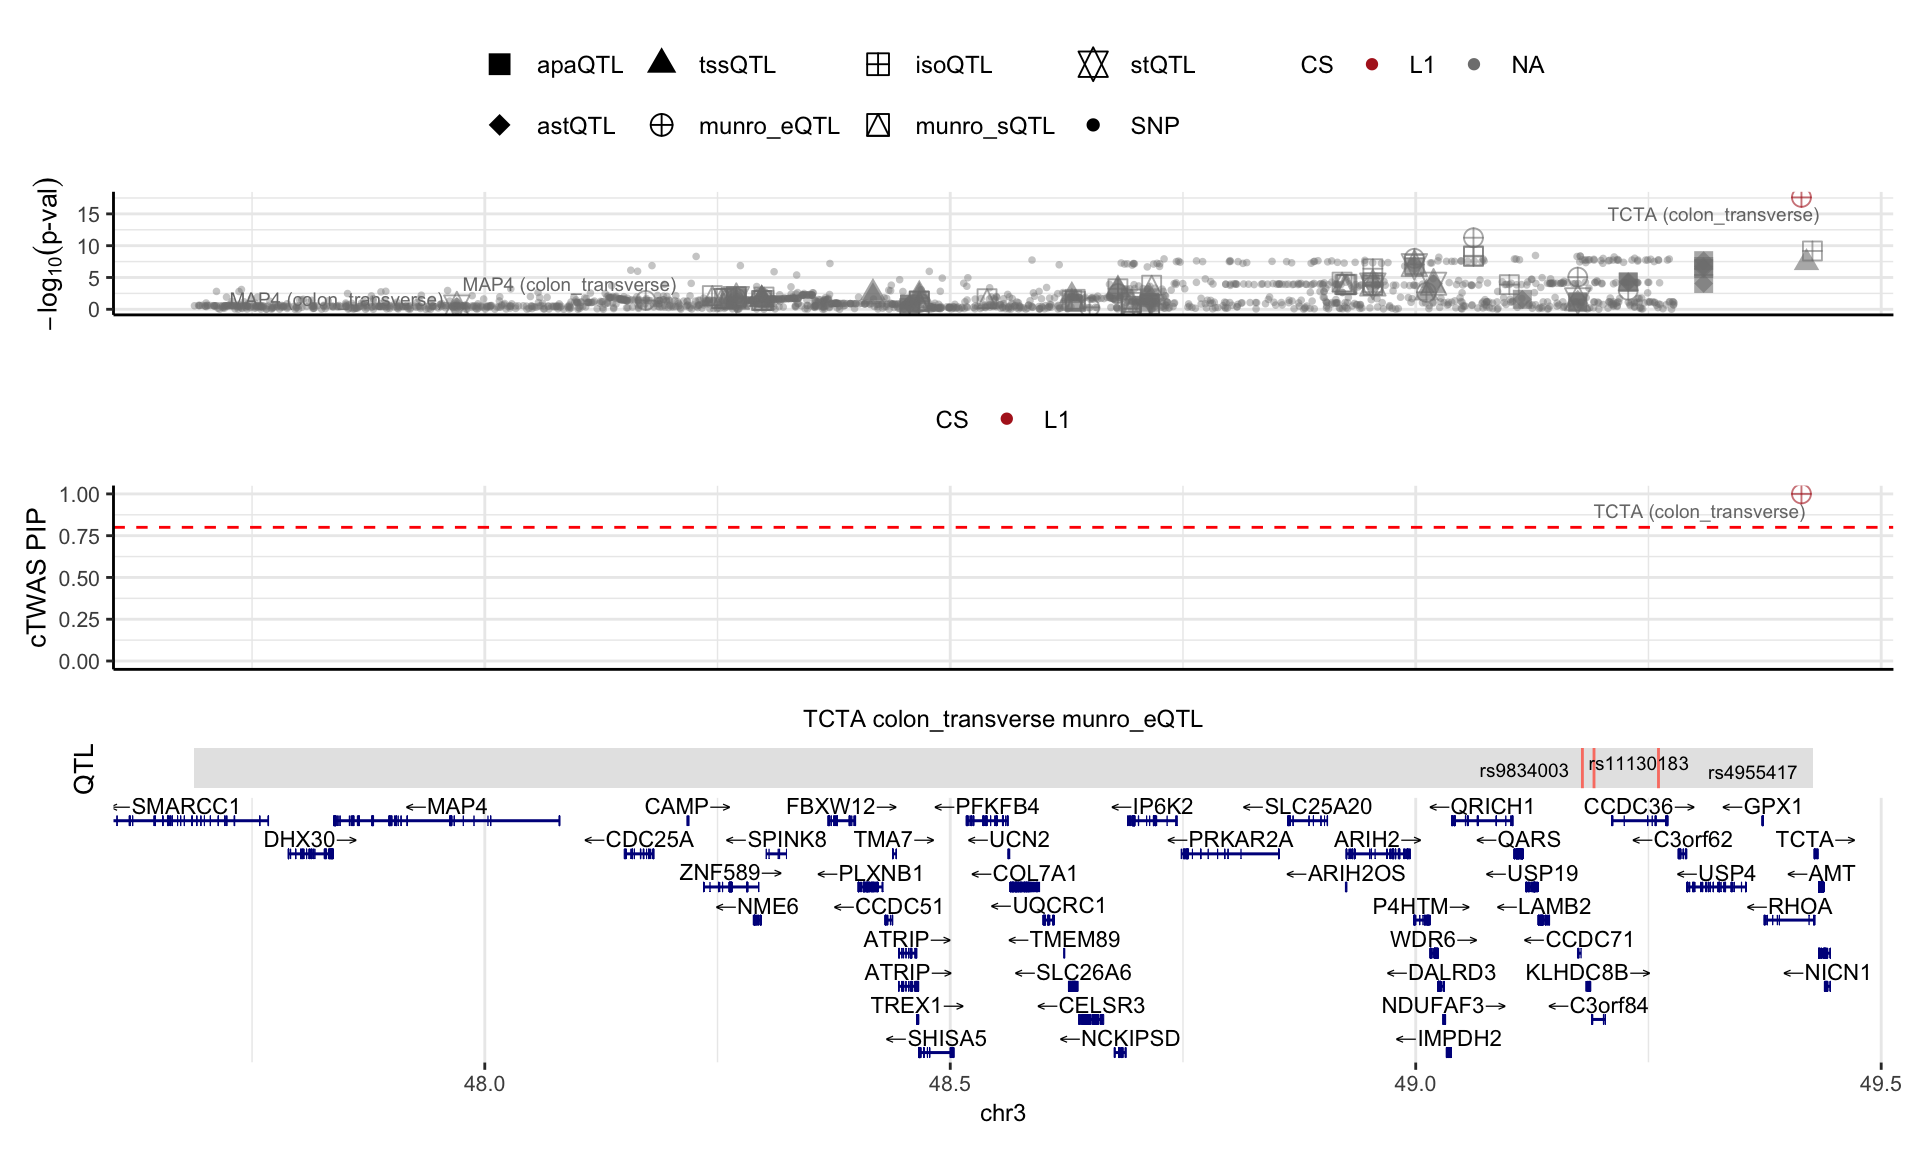 apaQTL tssQTL isoQTL stQTL CS L1 NA
astQTL munro_eQTL munro_sQTL SNP
−log10(p-val)
15
10
5
0
TCTA (colon_transverse)
MAP4 (colon_transverse)
MAP4 (colon_transverse)
CS L1
cTWAS PIP
1.00
0.75
0.50
0.25
0.00
TCTA (colon_transverse)
TCTA colon_transverse munro_eQTL
QTL
rs9834003 rs11130183 rs4955417
←SMARCC1 ←MAP4 CAMP→ FBXW12→ ←PFKFB4 ←IP6K2 ←SLC25A20 ←QRICH1 CCDC36→ ←GPX1
DHX30→ ←CDC25A ←SPINK8 TMA7→ ←UCN2 ←PRKAR2A ARIH2→ ←QARS ←C3orf62 TCTA→
ZNF589→ ←PLXNB1 ←COL7A1 ←ARIH2OS ←USP19 ←USP4 ←AMT
←NME6 ←CCDC51 ←UQCRC1 P4HTM→ ←LAMB2 ←RHOA
ATRIP→ ←TMEM89 WDR6→ ←CCDC71
ATRIP→ ←SLC26A6 ←DALRD3 KLHDC8B→ ←NICN1
TREX1→ ←CELSR3 NDUFAF3→ ←C3orf84
←SHISA5 ←NCKIPSD ←IMPDH2
48.0 48.5 49.0 49.5
chr3